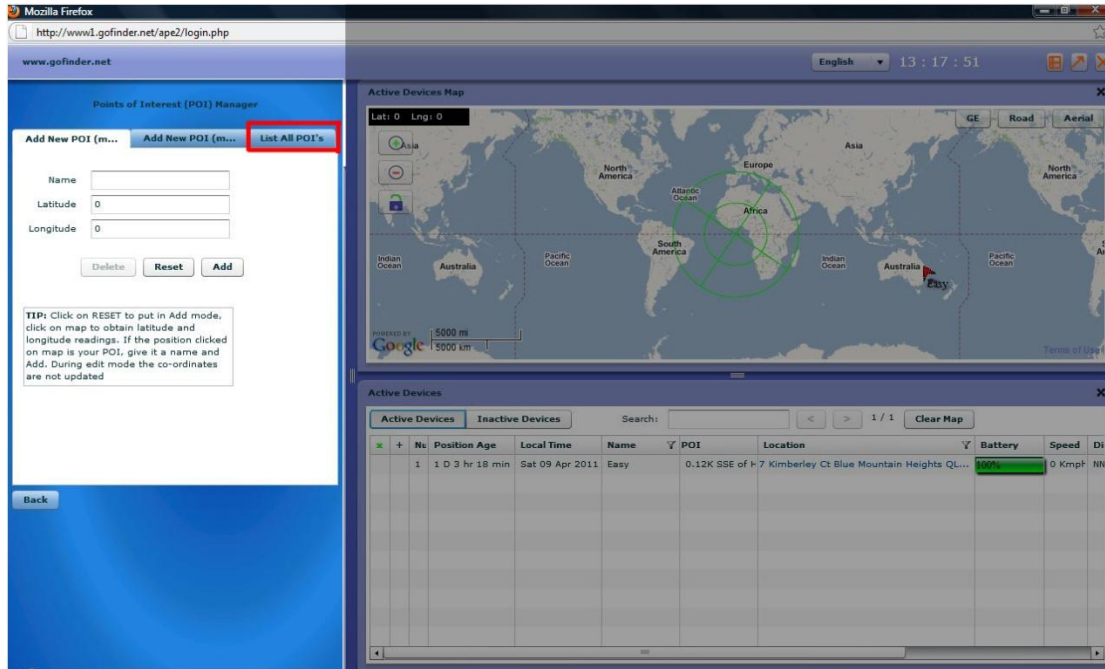 Mozilla Firefox
http://www1.gofinder.net/ape2/login.php
www.gofinder.net
English
13 : 17 : 51
Points of Interest (POI) Manager
Add New POI (m...
Add New POI (m...
List All POI's
Name
Latitude 0
Longitude 0
Delete Reset Add
TIP: Click on RESET to put in Add mode,
click on map to obtain latitude and
longitude readings. If the position clicked
on map is your POI, give it a name and
Add. During edit mode the co-ordinates
are not updated
Back
Active Devices Map
Lat: 0 Lng: 0
GE Road Aerial
Asia
North
America
Atlantic
Ocean
Europe
Africa
Asia
North
America
South
America
Indian
Ocean
Australia
Pacific
Ocean
Indian
Ocean
Australia
Easy
Pacific
Ocean
POWERED BY
Google
5000 mi
5000 km
Terms of Use
Active Devices
Active Devices Inactive Devices Search: < > 1 / 1 Clear Map
x + Nu Position Age Local Time Name POI Location Battery Speed Di
1 1 D 3 hr 18 min Sat 09 Apr 2011 Easy 0.12K SSE of H 7 Kimberley Ct Blue Mountain Heights QL... 100% 0 Kmph NN